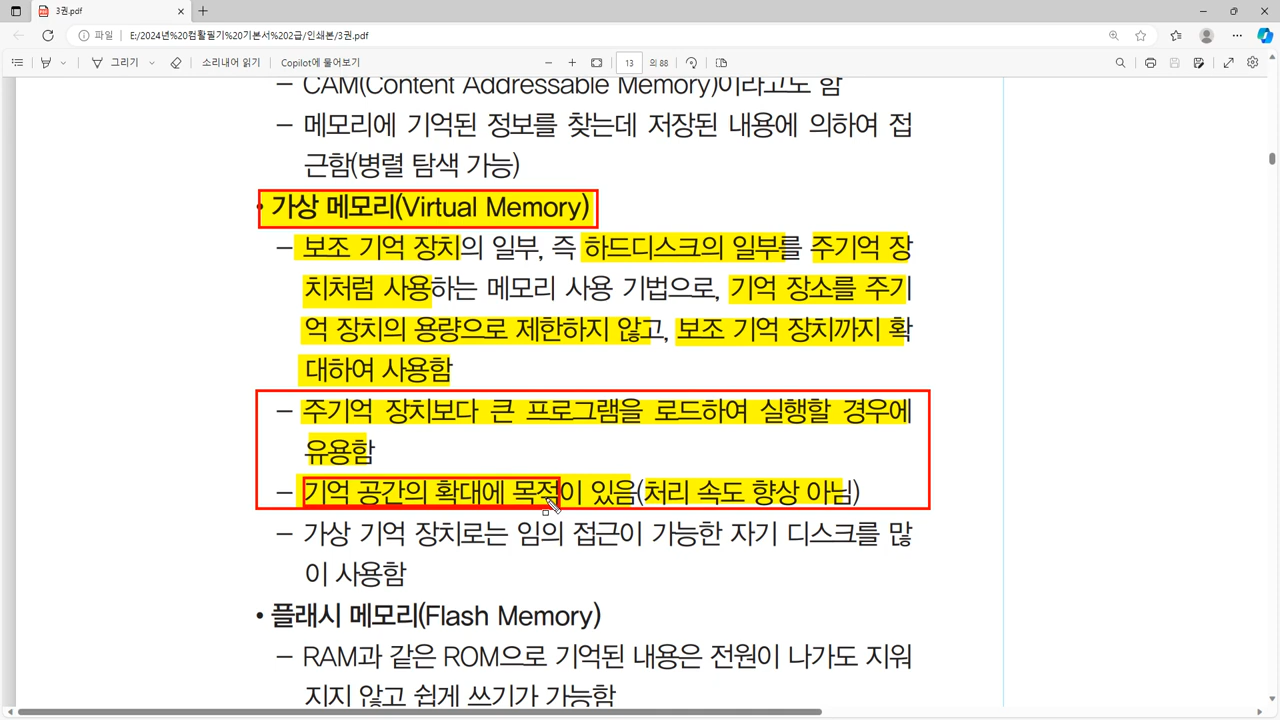 3권.pdf
파일 E:/2024년%20컴활필기%20기본서%202급/인쇄본/3권.pdf
그리기 소리내어 읽기 Copilot에 물어보기 13 의 88
– CAM(Content Addressable Memory)이라고도 함
– 메모리에 기억된 정보를 찾는데 저장된 내용에 의하여 접
근함(병렬 탐색 가능)
• 가상 메모리(Virtual Memory)
– 보조 기억 장치의 일부, 즉 하드디스크의 일부를 주기억 장
치처럼 사용하는 메모리 사용 기법으로, 기억 장소를 주기
억 장치의 용량으로 제한하지 않고, 보조 기억 장치까지 확
대하여 사용함
– 주기억 장치보다 큰 프로그램을 로드하여 실행할 경우에
유용함
– 기억 공간의 확대에 목적이 있음(처리 속도 향상 아님)
– 가상 기억 장치로는 임의 접근이 가능한 자기 디스크를 많
이 사용함
• 플래시 메모리(Flash Memory)
– RAM과 같은 ROM으로 기억된 내용은 전원이 나가도 지워
지지 않고 쉽게 쓰기가 가능함